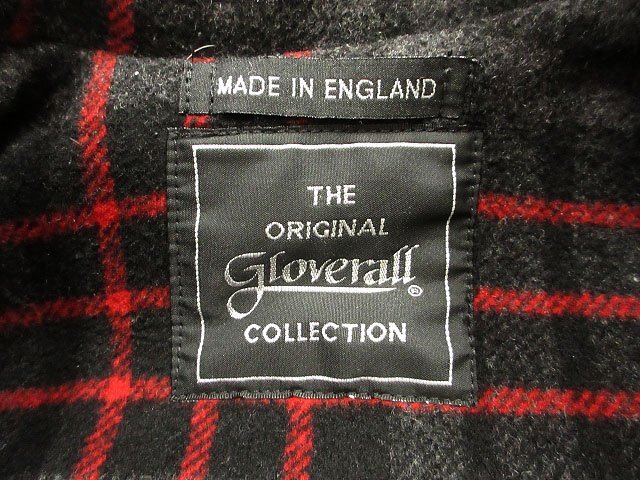 MADE IN ENGLAND
THE
ORIGINAL
Gloverall®
COLLECTION